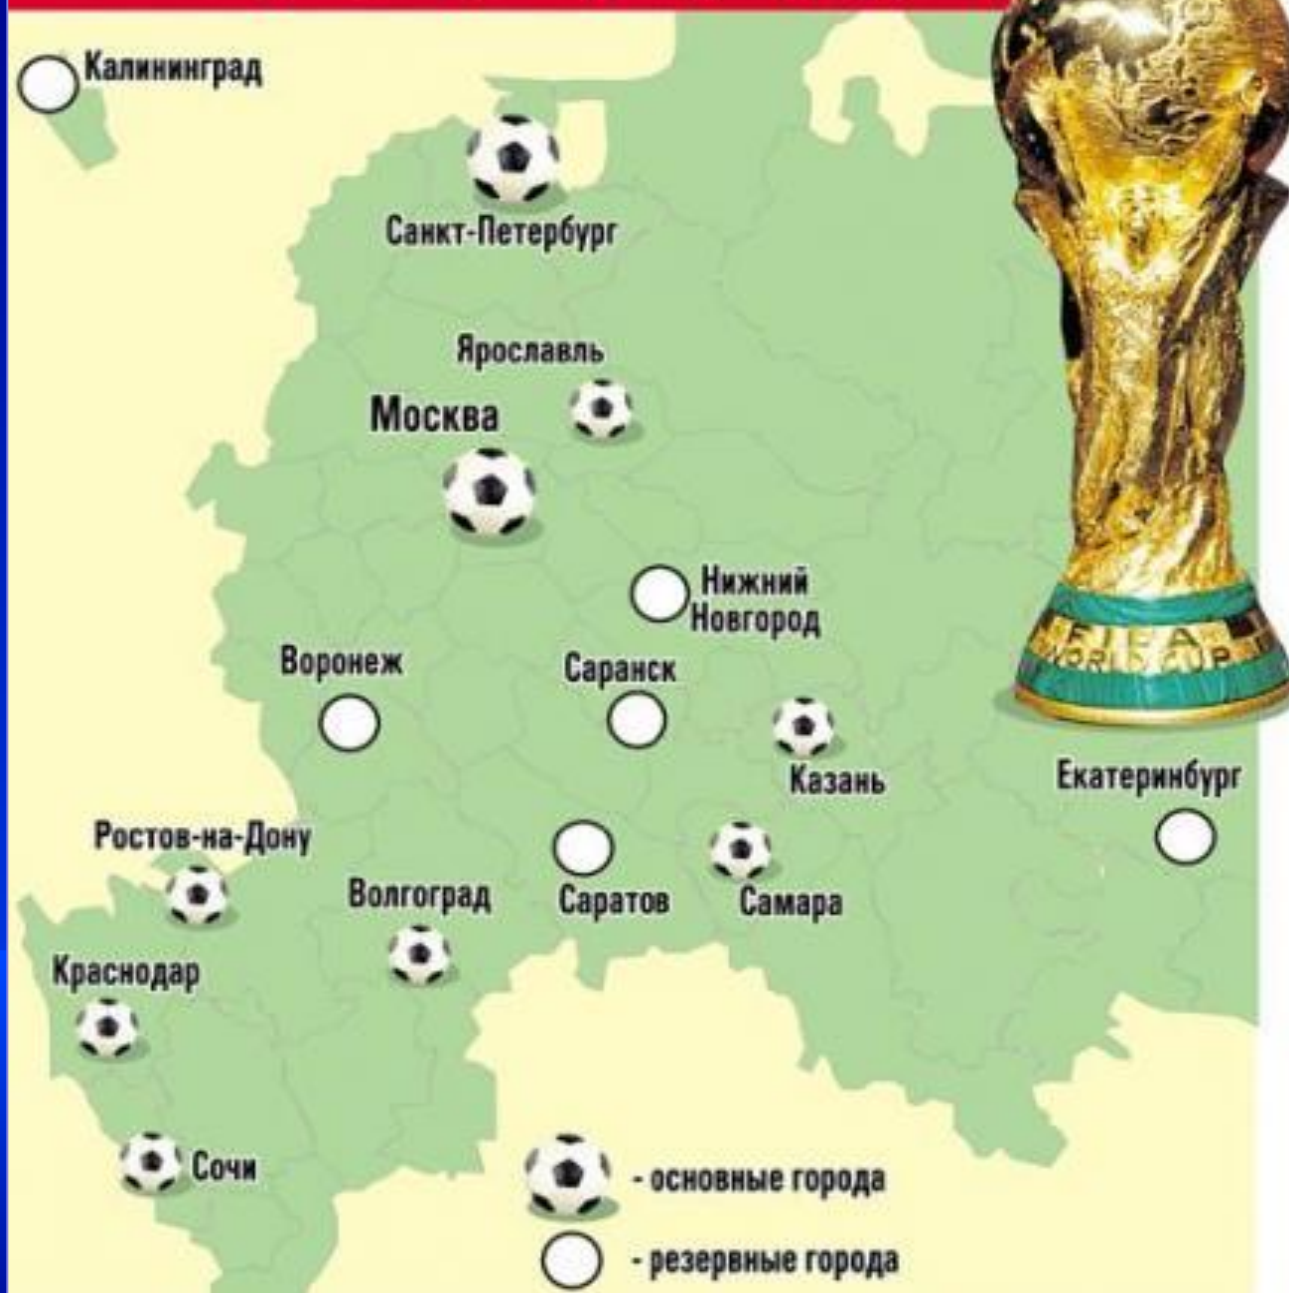 Калининград
Санкт-Петербург
Ярославль
Москва
Нижний
Новгород
Воронеж
Саранск
Казань
Екатеринбург
Ростов-на-Дону
Волгоград
Саратов
Самара
Краснодар
Сочи
FIFA
WORLD CUP
- основные города
- резервные города